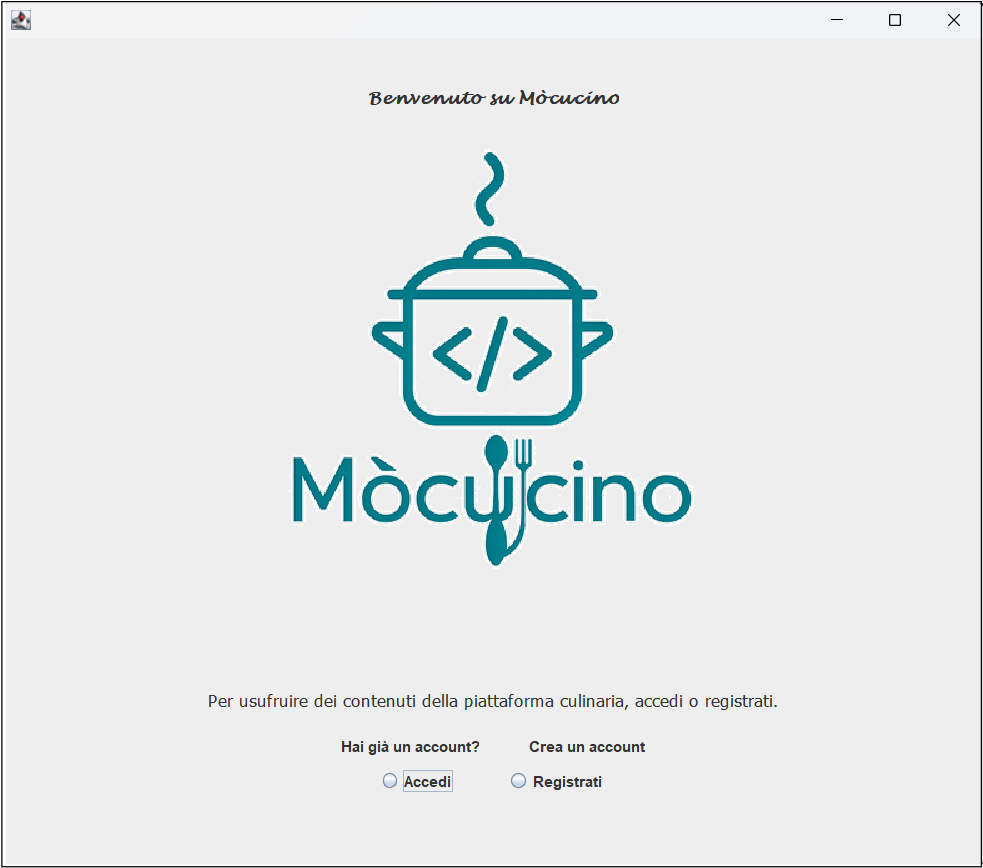 Benvenuto su Mòcucino
</>
Mòcucino
Per usufruire dei contenuti della piattaforma culinaria, accedi o registrati.
Hai già un account? Crea un account
Accedi Registrati